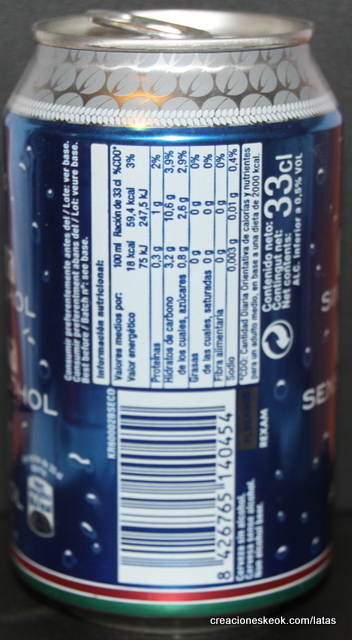 Consumir preferentemente antes del / Lote: ver base.
Consumir preferentment abans del / Lot: veure base.
Best before / Batch nº: see base.
Información nutricional:
Valores medios por: 100 ml Ración de 33 cl %CDO*
Valor energético 18 kcal 59,4 kcal 3%
75 kJ 247,5 kJ
Proteínas 0,3 g 1 g 2%
Hidratos de carbono 3,2 g 10,6 g 3,9%
de los cuales, azúcares 0,8 g 2,6 g 2,9%
Grasas 0 g 0 g 0%
de las cuales, saturadas 0 g 0 g 0%
Fibra alimentaria 0 g 0 g 0%
Sodio 0,003 g 0,01 g 0,4%
*CDO: Cantidad Diaria Orientativa de calorías y nutrientes
para un adulto medio, en base a una dieta de 2000 kcal.
Contenido neto:
Contingut net:
Net contents:
33 cl
ALC. inferior a 0,5% VOL
8 426765 140454
REXAM
OL
HOL
S
SEN
creacioneskeok.com/latas